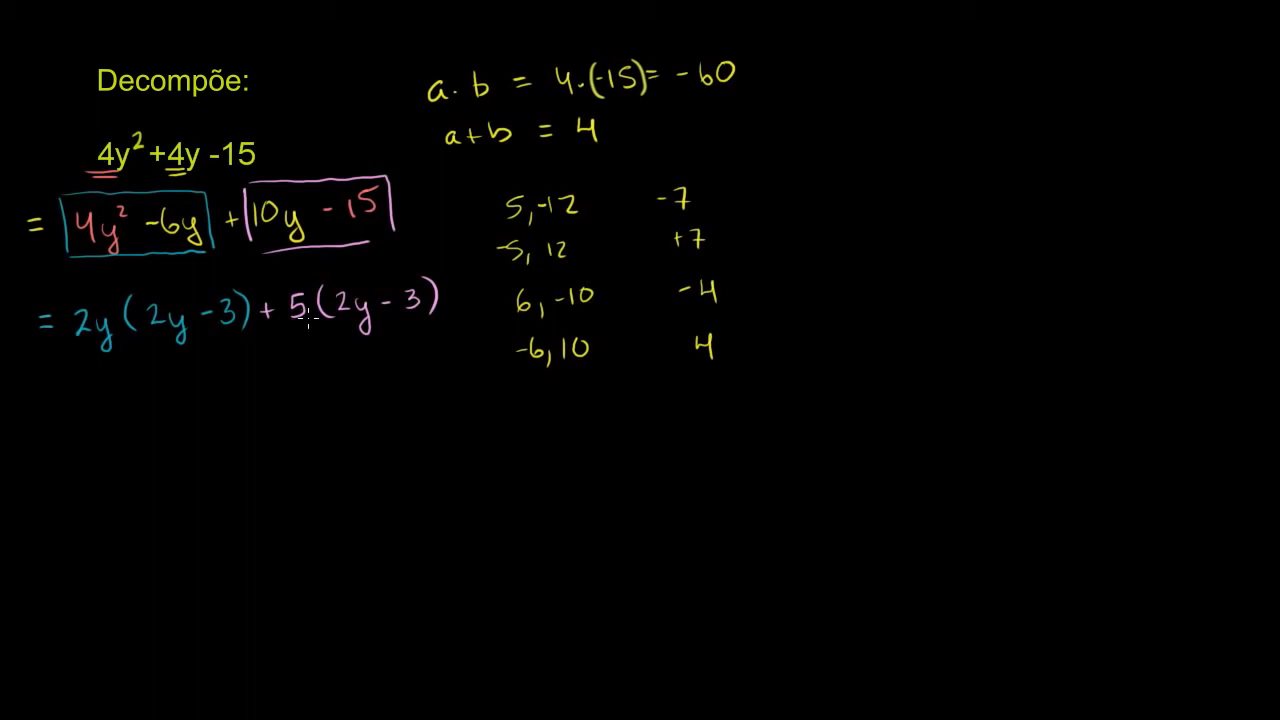 Decompõe:
4y² +4y -15
= 4y² -6y + 10y - 15
= 2y(2y - 3) + 5(2y - 3)
a · b = 4·(-15) = -60
a + b = 4
5, -12 -7
-5, 12 +7
6, -10 -4
-6, 10 4